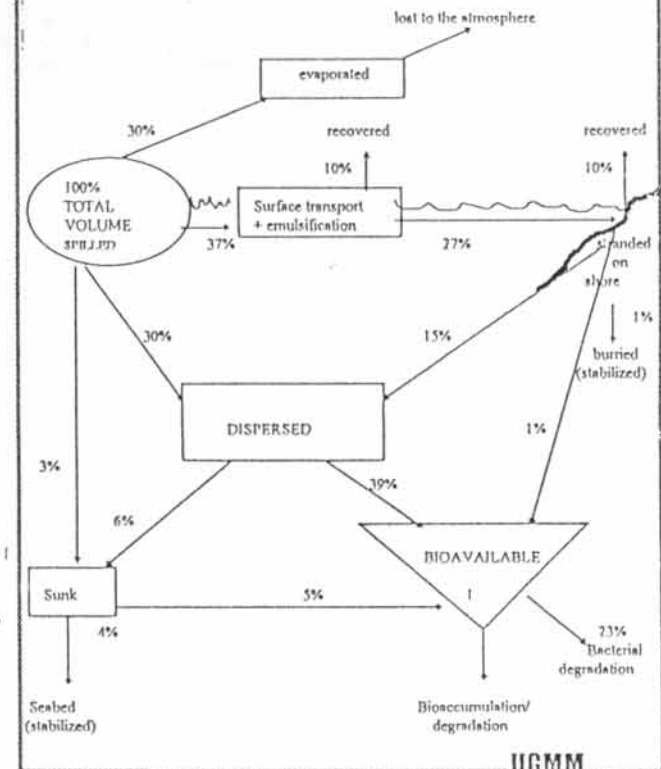 lost to the atmosphere
evaporated
30%
recovered
recovered
10%
10%
100%
TOTAL
VOLUME
SPILLED
Surface transport
+ emulsification
37%
27%
stranded
on
shore
1%
burried
(stabilized)
30%
15%
DISPERSED
1%
3%
39%
6%
BIOAVAILABLE
Sunk
5%
4%
23%
Bacterial
degradation
Seabed
(stabilized)
Bioaccumulation/
degradation
UGMM